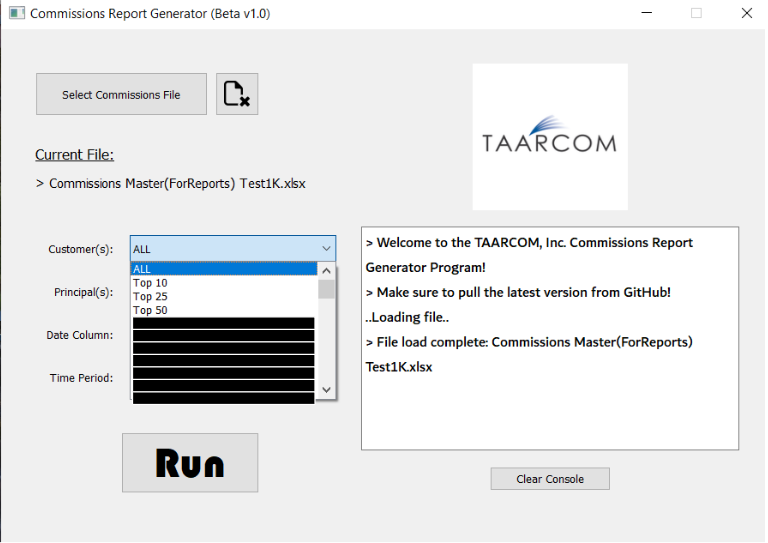 Commissions Report Generator (Beta v1.0)
Select Commissions File
Current File:
> Commissions Master(ForReports) Test1K.xlsx
TAARCOM
Customer(s):
ALL
ALL
Top 10
Top 25
Top 50
Principal(s):
Date Column:
Time Period:
Run
> Welcome to the TAARCOM, Inc. Commissions Report
Generator Program!
> Make sure to pull the latest version from GitHub!
..Loading file..
> File load complete: Commissions Master(ForReports)
Test1K.xlsx
Clear Console